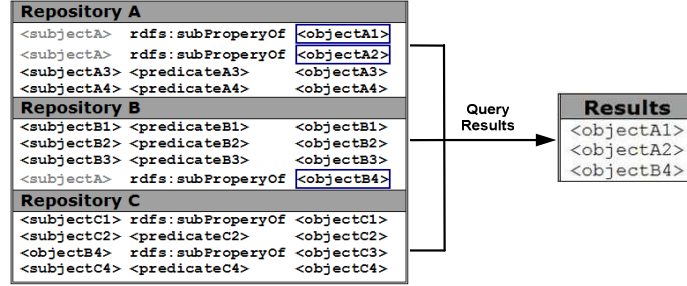 Repository A
<subjectA> rdfs:subProperyOf <objectA1>
<subjectA> rdfs:subProperyOf <objectA2>
<subjectA3> <predicateA3> <objectA3>
<subjectA4> <predicateA4> <objectA4>
Repository B
<subjectB1> <predicateB1> <objectB1>
<subjectB2> <predicateB2> <objectB2>
<subjectB3> <predicateB3> <objectB3>
<subjectA> rdfs:subProperyOf <objectB4>
Repository C
<subjectC1> rdfs:subProperyOf <objectC1>
<subjectC2> <predicateC2> <objectC2>
<objectB4> rdfs:subProperyOf <objectC3>
<subjectC4> <predicateC4> <objectC4>
Query
Results
Results
<objectA1>
<objectA2>
<objectB4>